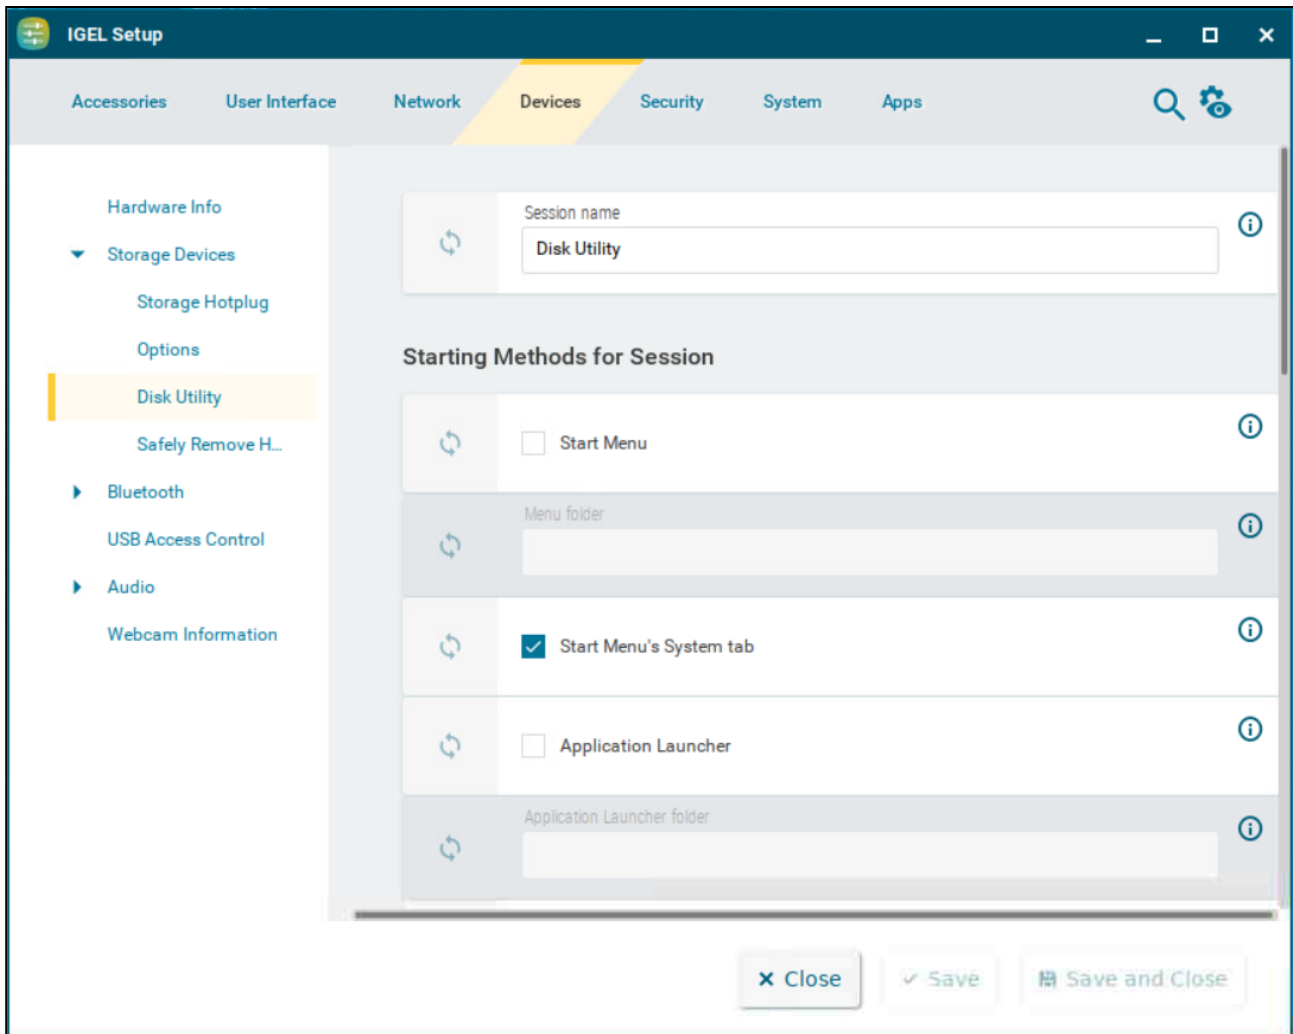 IGEL Setup
Accessories
User Interface
Network
Devices
Security
System
Apps
Hardware Info
Storage Devices
Storage Hotplug
Options
Disk Utility
Safely Remove H...
Bluetooth
USB Access Control
Audio
Webcam Information
Session name
Disk Utility
Starting Methods for Session
Start Menu
Menu folder
Start Menu's System tab
Application Launcher
Application Launcher folder
Close
Save
Save and Close